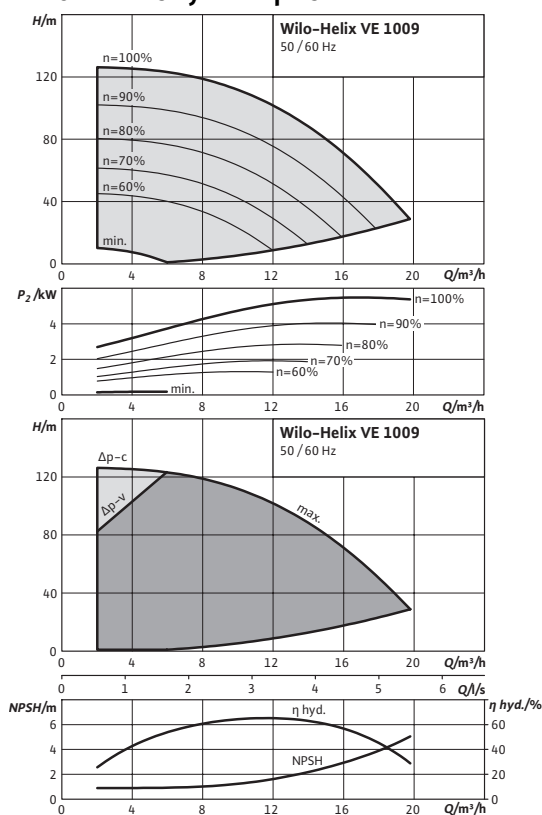 H/m
Wilo-Helix VE 1009
50 / 60 Hz
n=100%
120
n=90%
n=80%
80
n=70%
n=60%
40
min.
0
0 4 8 12 16 20 Q/m³/h
P₂ /kW
n=100%
4
n=90%
n=80%
2
n=70%
n=60%
min.
0
0 4 8 12 16 20 Q/m³/h
H/m
Wilo-Helix VE 1009
50 / 60 Hz
Δp-c
120
Δp-v
max.
80
40
0
0 4 8 12 16 20 Q/m³/h
0 1 2 3 4 5 6 Q/l/s
NPSH/m
η hyd./%
η hyd.
6 60
4 40
NPSH
2 20
0 0
0 4 8 12 16 20 Q/m³/h